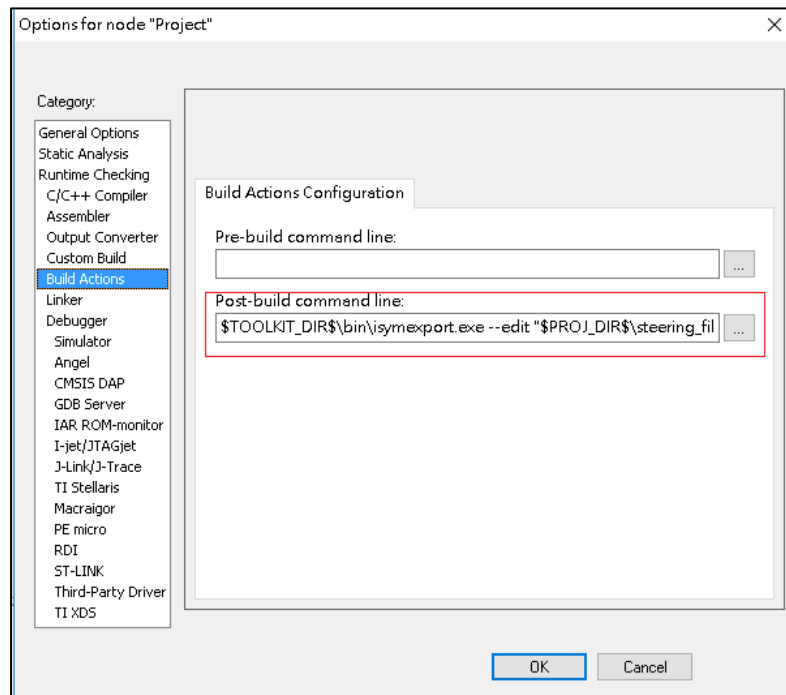 Options for node "Project"
Category:
General Options
Static Analysis
Runtime Checking
C/C++ Compiler
Assembler
Output Converter
Custom Build
Build Actions
Linker
Debugger
Simulator
Angel
CMSIS DAP
GDB Server
IAR ROM-monitor
I-jet/JTAGjet
J-Link/J-Trace
TI Stellaris
Macraigor
PE micro
RDI
ST-LINK
Third-Party Driver
TI XDS
Build Actions Configuration
Pre-build command line:
...
Post-build command line:
$TOOLKIT_DIR$\bin\isymexport.exe --edit "$PROJ_DIR$\steering_fil
...
OK
Cancel